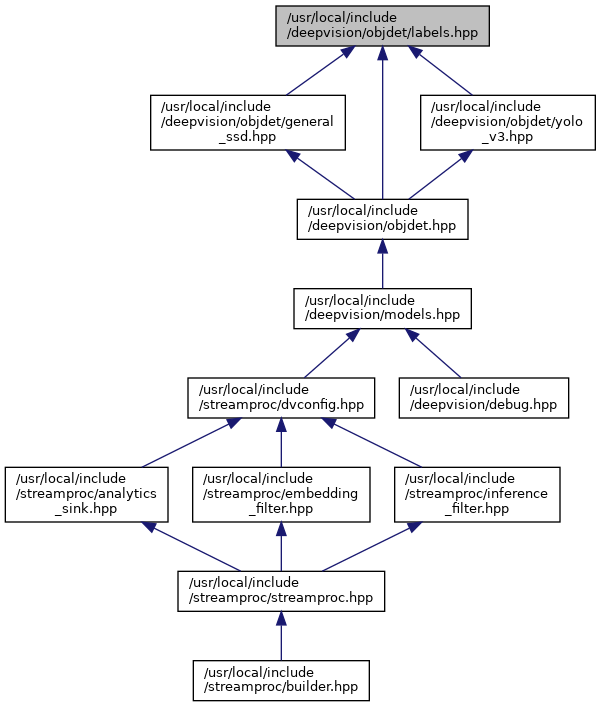 /usr/local/include
/deepvision/objdet/labels.hpp
/usr/local/include
/deepvision/objdet/general
_ssd.hpp
/usr/local/include
/deepvision/objdet/yolo
_v3.hpp
/usr/local/include
/deepvision/objdet.hpp
/usr/local/include
/deepvision/models.hpp
/usr/local/include
/streamproc/dvconfig.hpp
/usr/local/include
/deepvision/debug.hpp
/usr/local/include
/streamproc/analytics
_sink.hpp
/usr/local/include
/streamproc/embedding
_filter.hpp
/usr/local/include
/streamproc/inference
_filter.hpp
/usr/local/include
/streamproc/streamproc.hpp
/usr/local/include
/streamproc/builder.hpp